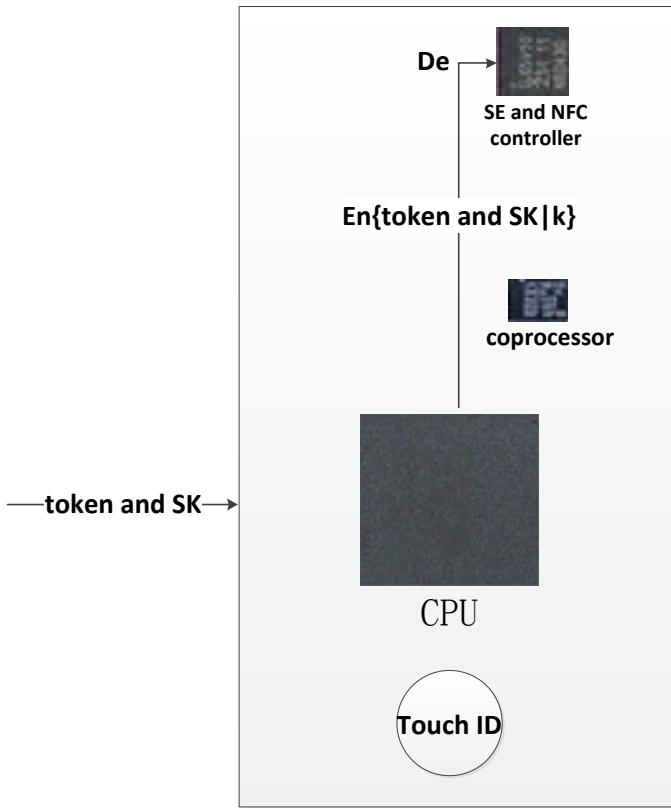 De
SE and NFC
controller
En{token and SK|k}
coprocessor
token and SK
CPU
Touch ID